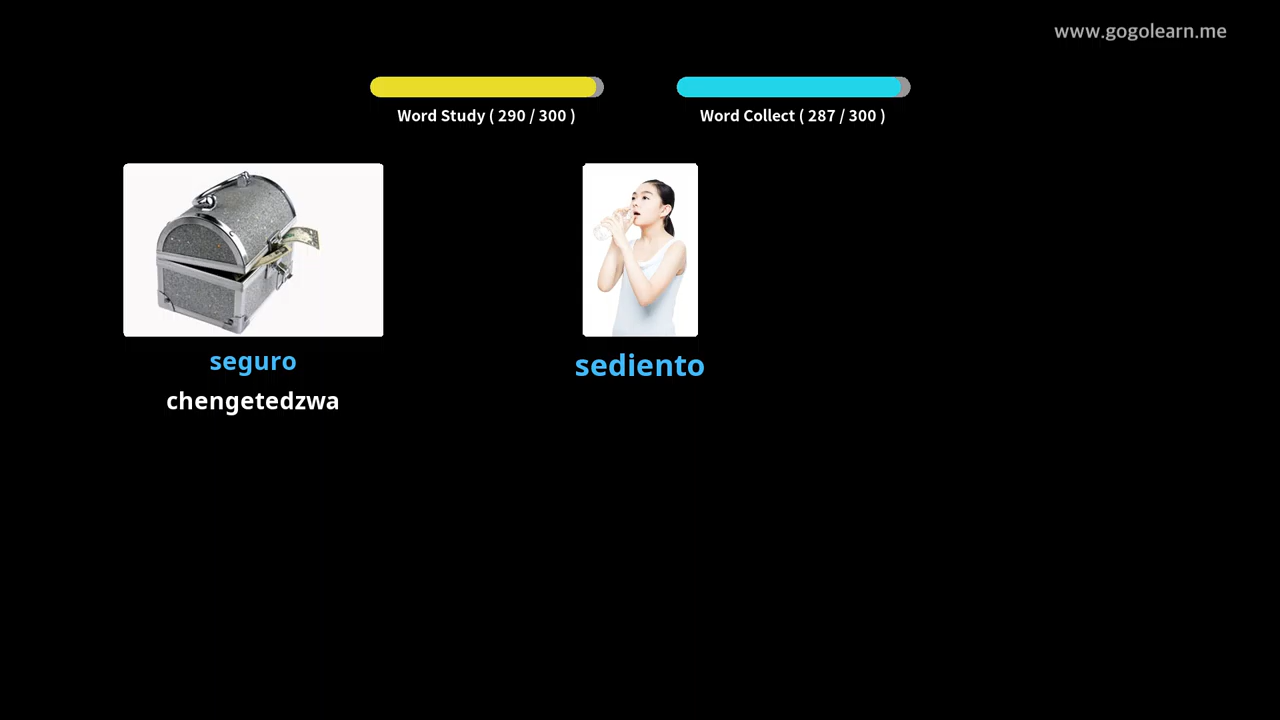 www.gogolearn.me
Word Study ( 290 / 300 )
Word Collect ( 287 / 300 )
seguro
chengetedzwa
sediento